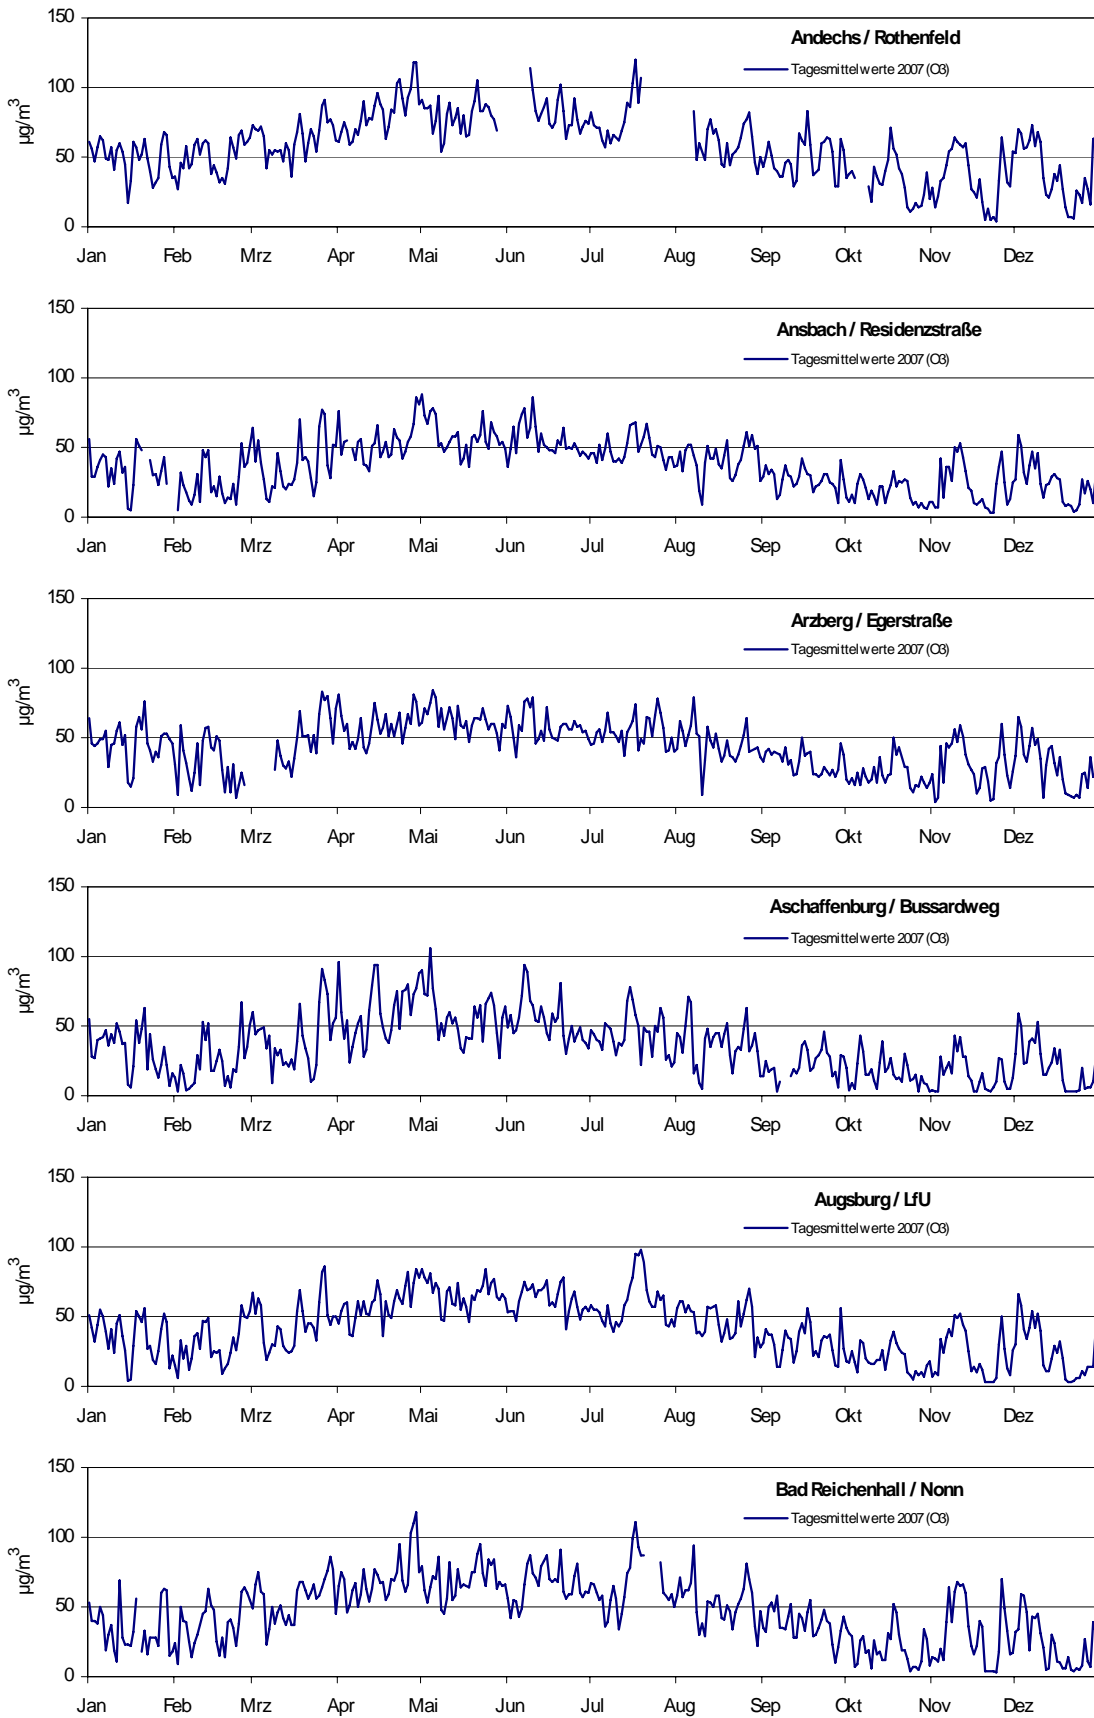 150
Andechs / Rothenfeld
Tagesmittelwerte 2007 (O3)
100
µg/m³
50
0
Jan Feb Mrz Apr Mai Jun Jul Aug Sep Okt Nov Dez
150
Ansbach / Residenzstraße
Tagesmittelwerte 2007 (O3)
100
µg/m³
50
0
Jan Feb Mrz Apr Mai Jun Jul Aug Sep Okt Nov Dez
150
Arzberg / Egerstraße
Tagesmittelwerte 2007 (O3)
100
µg/m³
50
0
Jan Feb Mrz Apr Mai Jun Jul Aug Sep Okt Nov Dez
150
Aschaffenburg / Bussardweg
Tagesmittelwerte 2007 (O3)
100
µg/m³
50
0
Jan Feb Mrz Apr Mai Jun Jul Aug Sep Okt Nov Dez
150
Augsburg / LfU
Tagesmittelwerte 2007 (O3)
100
µg/m³
50
0
Jan Feb Mrz Apr Mai Jun Jul Aug Sep Okt Nov Dez
150
Bad Reichenhall / Nonn
Tagesmittelwerte 2007 (O3)
100
µg/m³
50
0
Jan Feb Mrz Apr Mai Jun Jul Aug Sep Okt Nov Dez